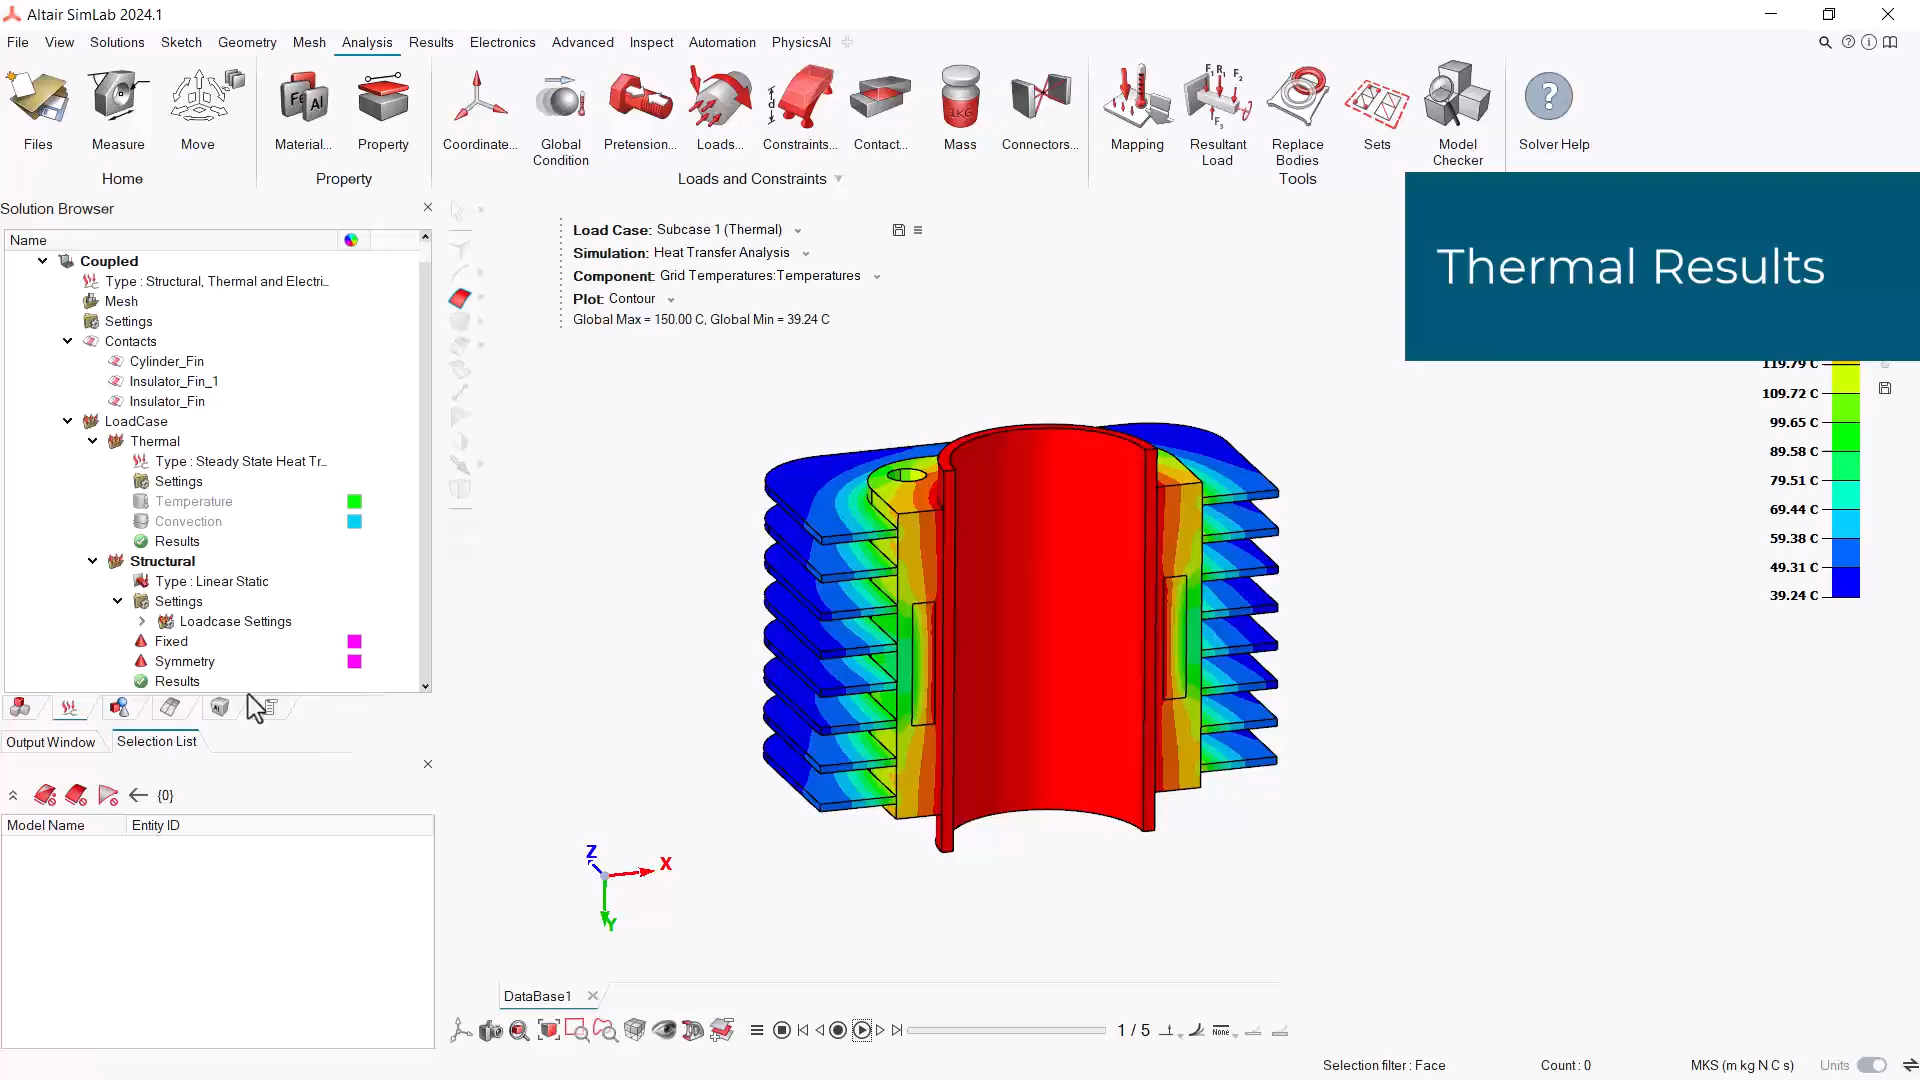 Altair SimLab 2024.1
File View Solutions Sketch Geometry Mesh Analysis Results Electronics Advanced Inspect Automation PhysicsAI
Files Measure Move Material... Property Coordinate... Global Condition Pretension... Loads... Constraints... Contact... Mass Connectors... Mapping Resultant Load Replace Bodies Sets Model Checker Solver Help
Home Property Loads and Constraints Tools
Thermal Results
Solution Browser
Name
Coupled
Type : Structural, Thermal and Electri...
Mesh
Settings
Contacts
Cylinder_Fin
Insulator_Fin_1
Insulator_Fin
LoadCase
Thermal
Type : Steady State Heat Tr...
Settings
Temperature
Convection
Results
Structural
Type : Linear Static
Settings
Loadcase Settings
Fixed
Symmetry
Results
Output Window Selection List
{0}
Model Name Entity ID
Load Case: Subcase 1 (Thermal)
Simulation: Heat Transfer Analysis
Component: Grid Temperatures:Temperatures
Plot: Contour
Global Max = 150.00 C, Global Min = 39.24 C
119.79 C
109.72 C
99.65 C
89.58 C
79.51 C
69.44 C
59.38 C
49.31 C
39.24 C
Z
X
Y
DataBase1
1 / 5
None
Selection filter : Face Count: 0 MKS (m kg N C s) Units